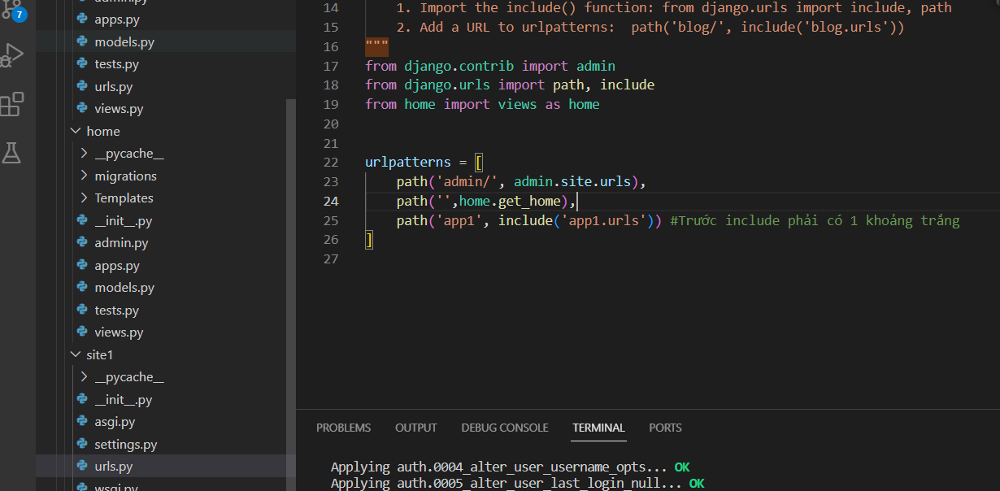 7
admin.py
apps.py
models.py
tests.py
urls.py
views.py
home
__pycache__
migrations
Templates
__init__.py
admin.py
apps.py
models.py
tests.py
views.py
site1
__pycache__
__init__.py
asgi.py
settings.py
urls.py
wsgi.py
14 1. Import the include() function: from django.urls import include, path
15 2. Add a URL to urlpatterns:  path('blog/', include('blog.urls'))
16 """
17 from django.contrib import admin
18 from django.urls import path, include
19 from home import views as home
20
21
22 urlpatterns = [
23     path('admin/', admin.site.urls),
24     path('',home.get_home),
25     path('app1', include('app1.urls')) #Trước include phải có 1 khoảng trắng
26 ]
27
PROBLEMS OUTPUT DEBUG CONSOLE TERMINAL PORTS
Applying auth.0004_alter_user_username_opts... OK
Applying auth.0005_alter_user_last_login_null... OK